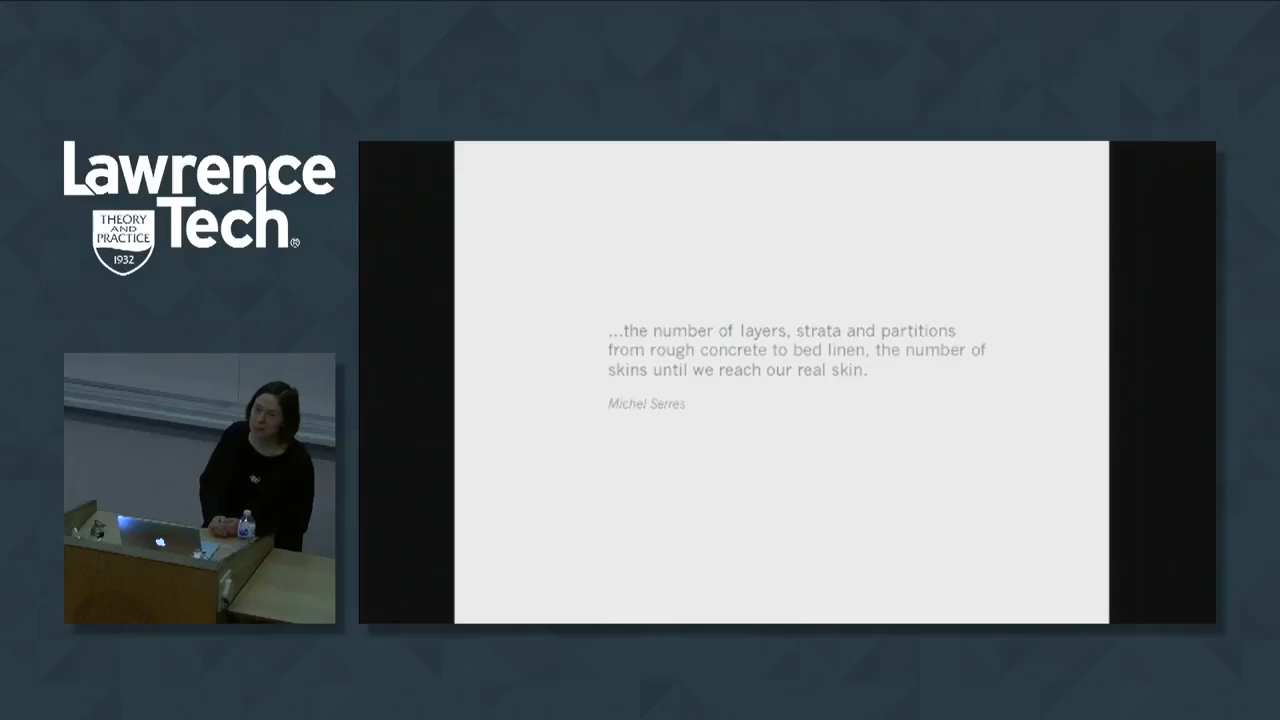 Lawrence
Tech®
THEORY
AND
PRACTICE
1932
...the number of layers, strata and partitions
from rough concrete to bed linen, the number of
skins until we reach our real skin.
Michel Serres